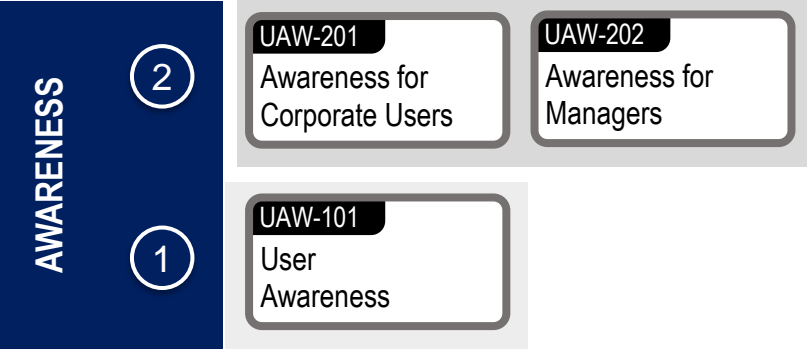 AWARENESS
2
UAW-201
Awareness for
Corporate Users
UAW-202
Awareness for
Managers
1
UAW-101
User
Awareness